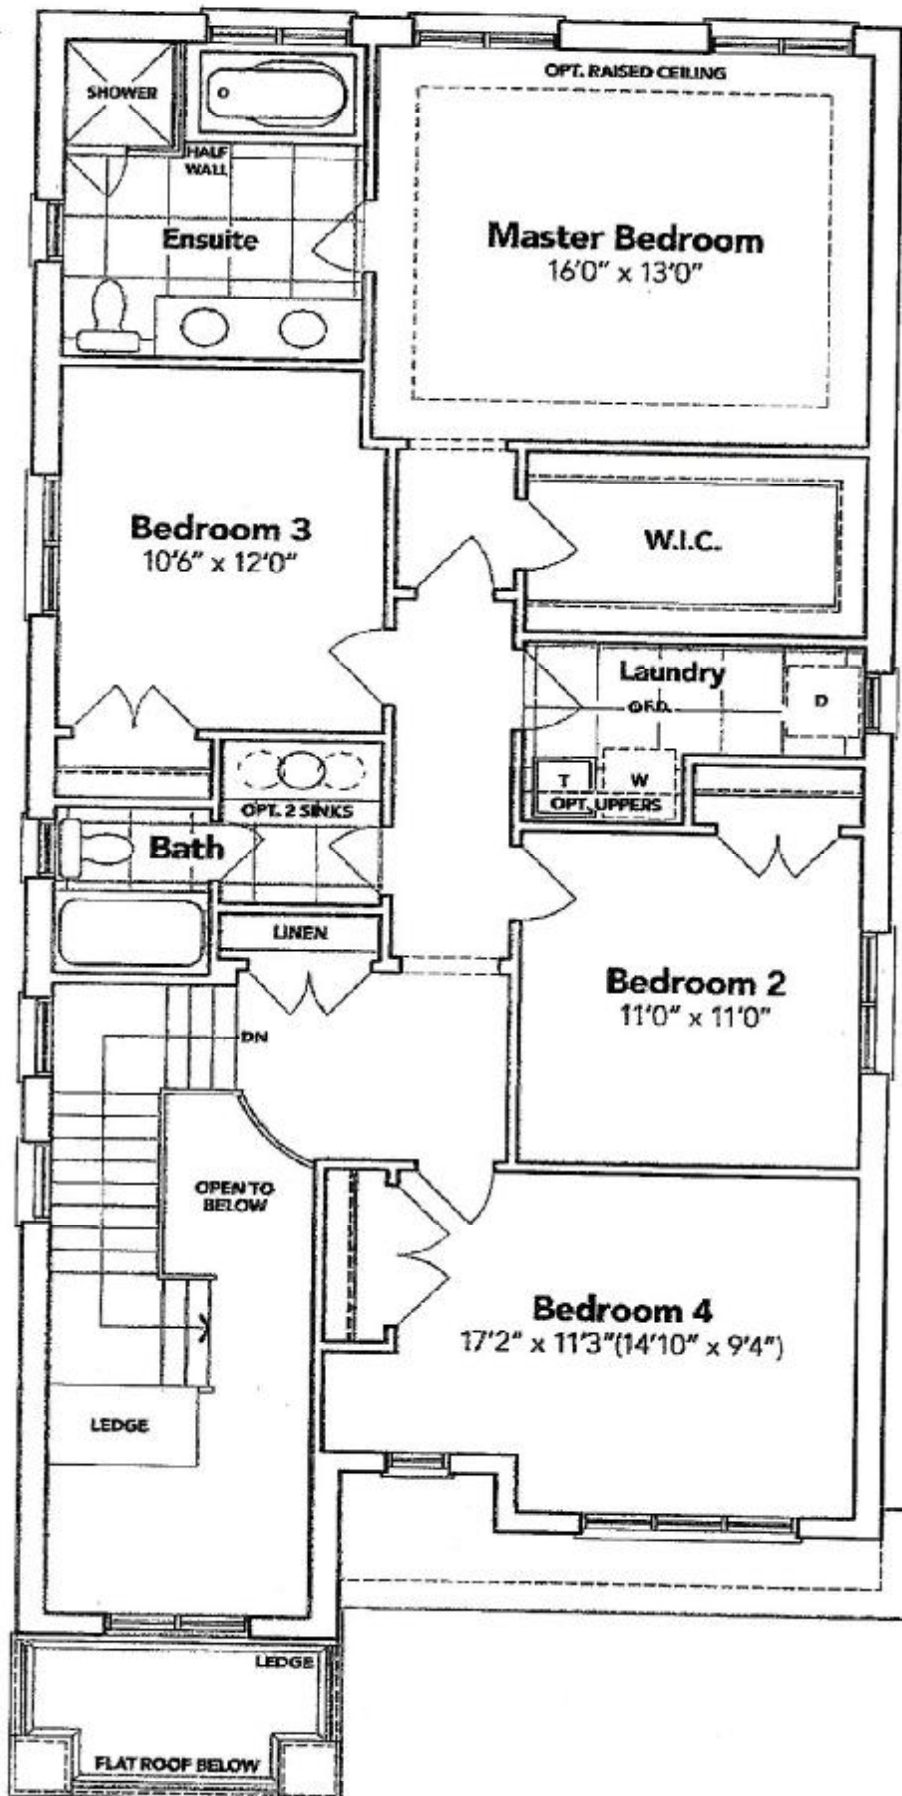 OPT. RAISED CEILING
SHOWER
HALF
WALL
Ensuite
Master Bedroom
16'0" x 13'0"
Bedroom 3
10'6" x 12'0"
W.I.C.
Laundry
D
T
W
OPT. UPPERS
OPT. 2 SINKS
Bath
LINEN
Bedroom 2
11'0" x 11'0"
DN
OPEN TO
BELOW
Bedroom 4
17'2" x 11'3"(14'10" x 9'4")
LEDGE
LEDGE
FLAT ROOF BELOW